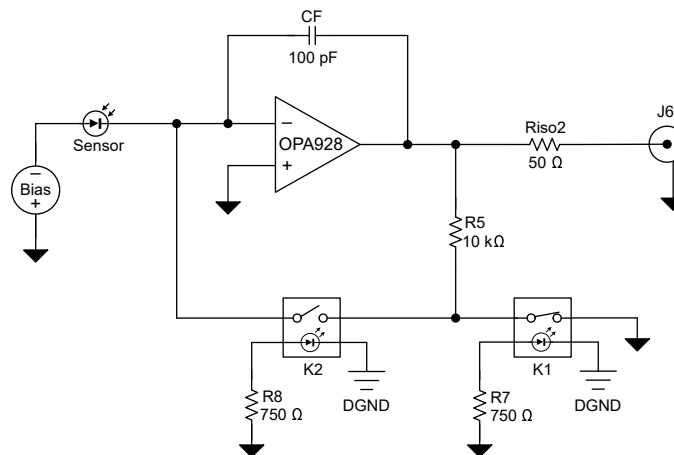 CF
100 pF
J6
−
OPA928
+
Riso2
50 Ω
Sensor
−
Bias
+
R5
10 kΩ
K2
K1
R8
750 Ω
DGND
R7
750 Ω
DGND